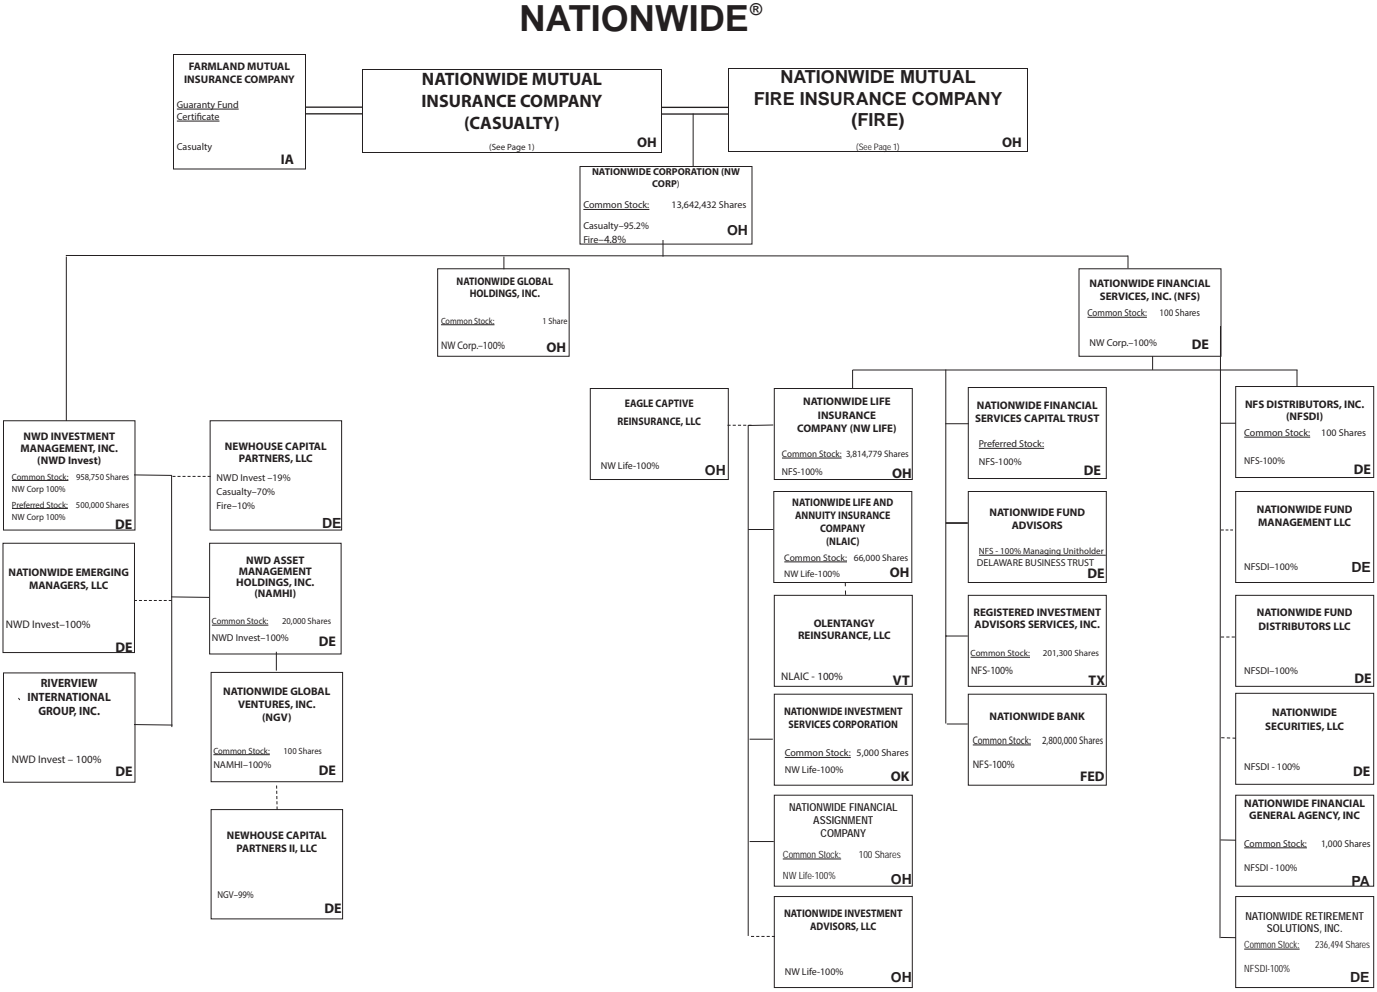 NATIONWIDE®
FARMLAND MUTUAL
INSURANCE COMPANY
Guaranty Fund
Certificate
Casualty
IA
NATIONWIDE MUTUAL
INSURANCE COMPANY
(CASUALTY)
(See Page 1)
OH
NATIONWIDE MUTUAL
FIRE INSURANCE COMPANY
(FIRE)
(See Page 1)
OH
NATIONWIDE CORPORATION (NW
CORP)
Common Stock: 13,642,432 Shares
Casualty–95.2%
Fire–4.8%
OH
NATIONWIDE GLOBAL
HOLDINGS, INC.
Common Stock: 1 Share
NW Corp.–100%
OH
NATIONWIDE FINANCIAL
SERVICES, INC. (NFS)
Common Stock: 100 Shares
NW Corp.–100%
DE
NWD INVESTMENT
MANAGEMENT, INC.
(NWD Invest)
Common Stock: 958,750 Shares
NW Corp 100%
Preferred Stock: 500,000 Shares
NW Corp 100%
DE
NEWHOUSE CAPITAL
PARTNERS, LLC
NWD Invest –19%
Casualty–70%
Fire–10%
DE
NATIONWIDE EMERGING
MANAGERS, LLC
NWD Invest–100%
DE
NWD ASSET
MANAGEMENT
HOLDINGS, INC.
(NAMHI)
Common Stock: 20,000 Shares
NWD Invest–100%
DE
RIVERVIEW
INTERNATIONAL
GROUP, INC.
NWD Invest – 100%
DE
NATIONWIDE GLOBAL
VENTURES, INC.
(NGV)
Common Stock: 100 Shares
NAMHI–100%
DE
NEWHOUSE CAPITAL
PARTNERS II, LLC
NGV–99%
DE
EAGLE CAPTIVE
REINSURANCE, LLC
NW Life-100%
OH
NATIONWIDE LIFE
INSURANCE
COMPANY (NW LIFE)
Common Stock: 3,814,779 Shares
NFS-100%
OH
NATIONWIDE LIFE AND
ANNUITY INSURANCE
COMPANY
(NLAIC)
Common Stock: 66,000 Shares
NW Life-100%
OH
OLENTANGY
REINSURANCE, LLC
NLAIC - 100%
VT
NATIONWIDE INVESTMENT
SERVICES CORPORATION
Common Stock: 5,000 Shares
NW Life-100%
OK
NATIONWIDE FINANCIAL
ASSIGNMENT
COMPANY
Common Stock: 100 Shares
NW Life-100%
OH
NATIONWIDE INVESTMENT
ADVISORS, LLC
NW Life-100%
OH
NATIONWIDE FINANCIAL
SERVICES CAPITAL TRUST
Preferred Stock:
NFS-100%
DE
NATIONWIDE FUND
ADVISORS
NFS - 100% Managing Unitholder
DELAWARE BUSINESS TRUST
DE
REGISTERED INVESTMENT
ADVISORS SERVICES, INC.
Common Stock: 201,300 Shares
NFS-100%
TX
NATIONWIDE BANK
Common Stock: 2,800,000 Shares
NFS-100%
FED
NFS DISTRIBUTORS, INC.
(NFSDI)
Common Stock: 100 Shares
NFS-100%
DE
NATIONWIDE FUND
MANAGEMENT LLC
NFSDI–100%
DE
NATIONWIDE FUND
DISTRIBUTORS LLC
NFSDI–100%
DE
NATIONWIDE
SECURITIES, LLC
NFSDI - 100%
DE
NATIONWIDE FINANCIAL
GENERAL AGENCY, INC
Common Stock: 1,000 Shares
NFSDI - 100%
PA
NATIONWIDE RETIREMENT
SOLUTIONS, INC.
Common Stock: 236,494 Shares
NFSDI-100%
DE